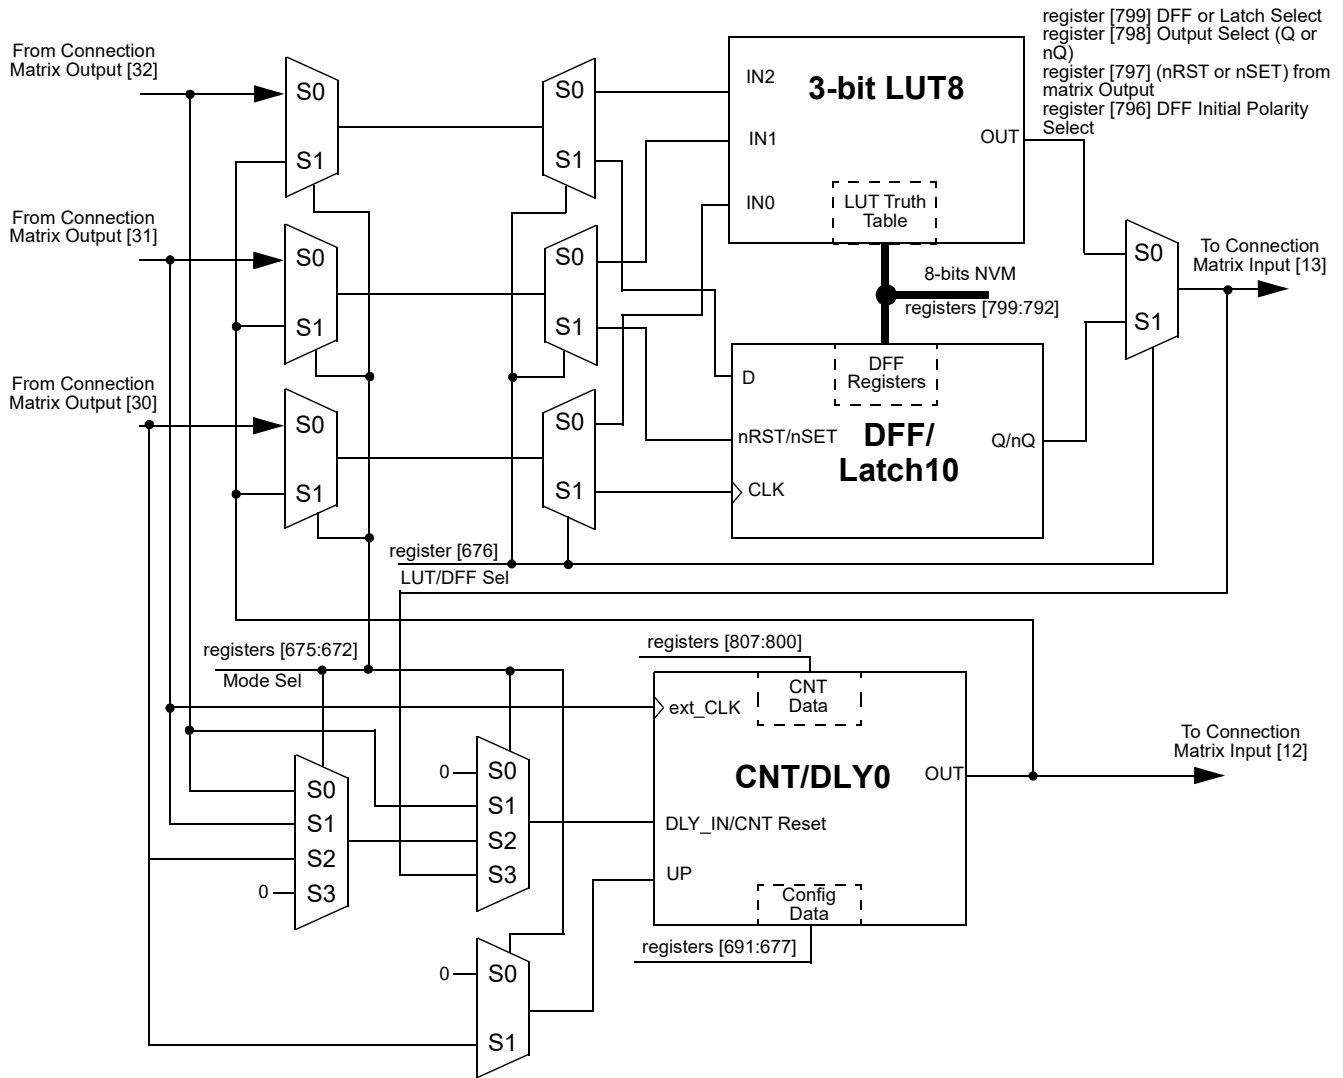 register [799] DFF or Latch Select
register [798] Output Select (Q or
nQ)
register [797] (nRST or nSET) from
matrix Output
register [796] DFF Initial Polarity
Select
From Connection
Matrix Output [32]
S0
S1
S0
S1
IN2
IN1
IN0
3-bit LUT8
OUT
LUT Truth
Table
From Connection
Matrix Output [31]
S0
S1
S0
S1
8-bits NVM
registers [799:792]
S0
S1
To Connection
Matrix Input [13]
From Connection
Matrix Output [30]
S0
S1
S0
S1
D
nRST/nSET
CLK
DFF
Registers
DFF/
Latch10
Q/nQ
register [676]
LUT/DFF Sel
registers [675:672]
Mode Sel
registers [807:800]
CNT
Data
ext_CLK
CNT/DLY0
OUT
To Connection
Matrix Input [12]
DLY_IN/CNT Reset
UP
Config
Data
registers [691:677]
S0
S1
S2
0
S3
0
S0
S1
S2
S3
0
S0
S1